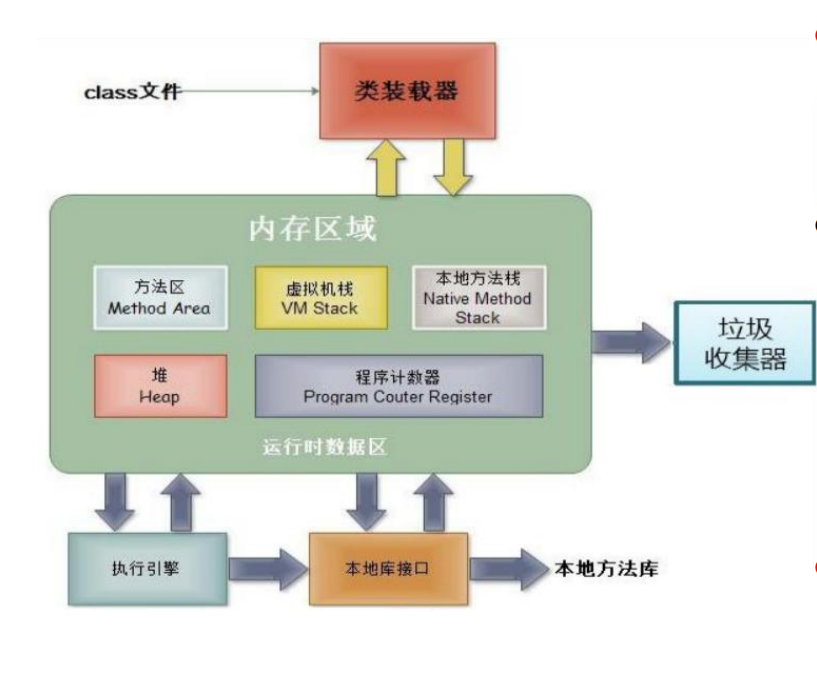 class文件
类装载器
内存区域
方法区
Method Area
虚拟机栈
VM Stack
本地方法栈
Native Method
Stack
堆
Heap
程序计数器
Program Couter Register
运行时数据区
垃圾
收集器
执行引擎
本地库接口
本地方法库